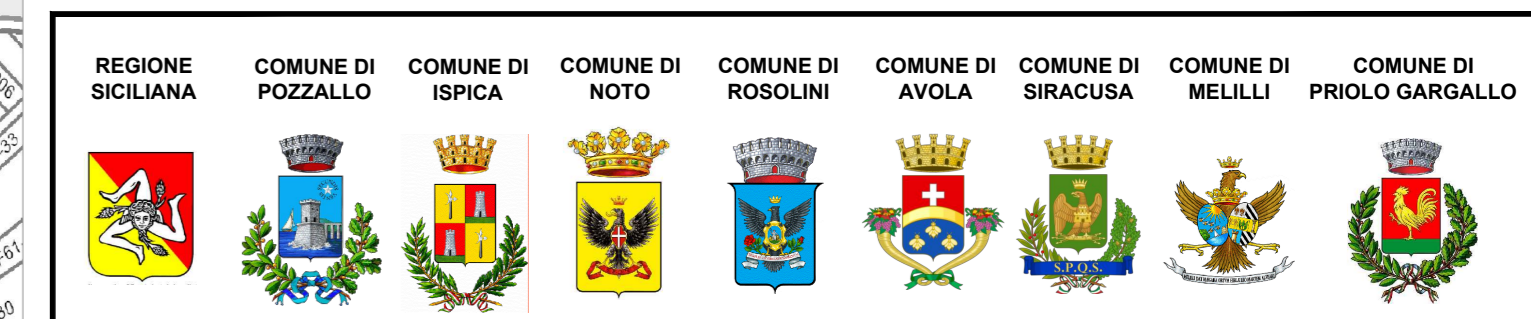 REGIONE
SICILIANA
COMUNE DI
POZZALLO
COMUNE DI
ISPICA
COMUNE DI
NOTO
COMUNE DI
ROSOLINI
COMUNE DI
AVOLA
COMUNE DI
SIRACUSA
COMUNE DI
MELILLI
COMUNE DI
PRIOLO GARGALLO
S.P.Q.S.